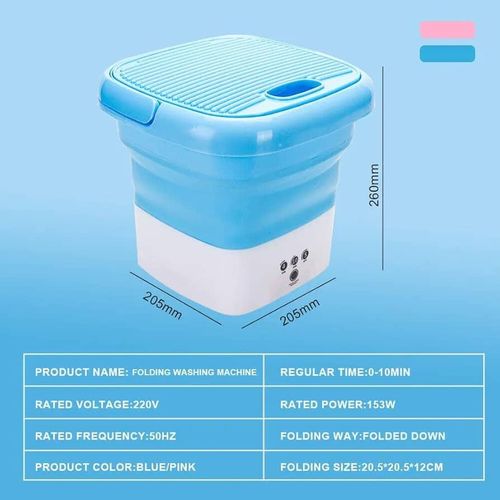 260mm
205mm
205mm
PRODUCT NAME: FOLDING WASHING MACHINE
REGULAR TIME:0-10MIN
RATED VOLTAGE:220V
RATED POWER:153W
RATED FREQUENCY:50HZ
FOLDING WAY:FOLDED DOWN
PRODUCT COLOR:BLUE/PINK
FOLDING SIZE:20.5*20.5*12CM